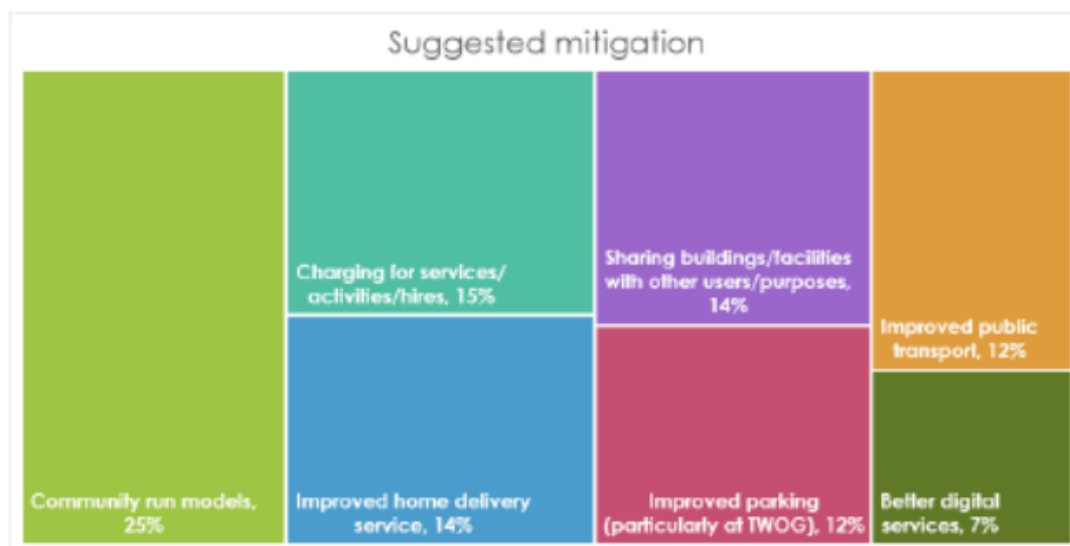 Suggested mitigation
Community run models,
25%
Charging for services/
activities/hires, 15%
Improved home delivery
service, 14%
Sharing buildings/facilities
with other users/purposes,
14%
Improved parking
(particularly at TWOG), 12%
Improved public
transport, 12%
Better digital
services, 7%